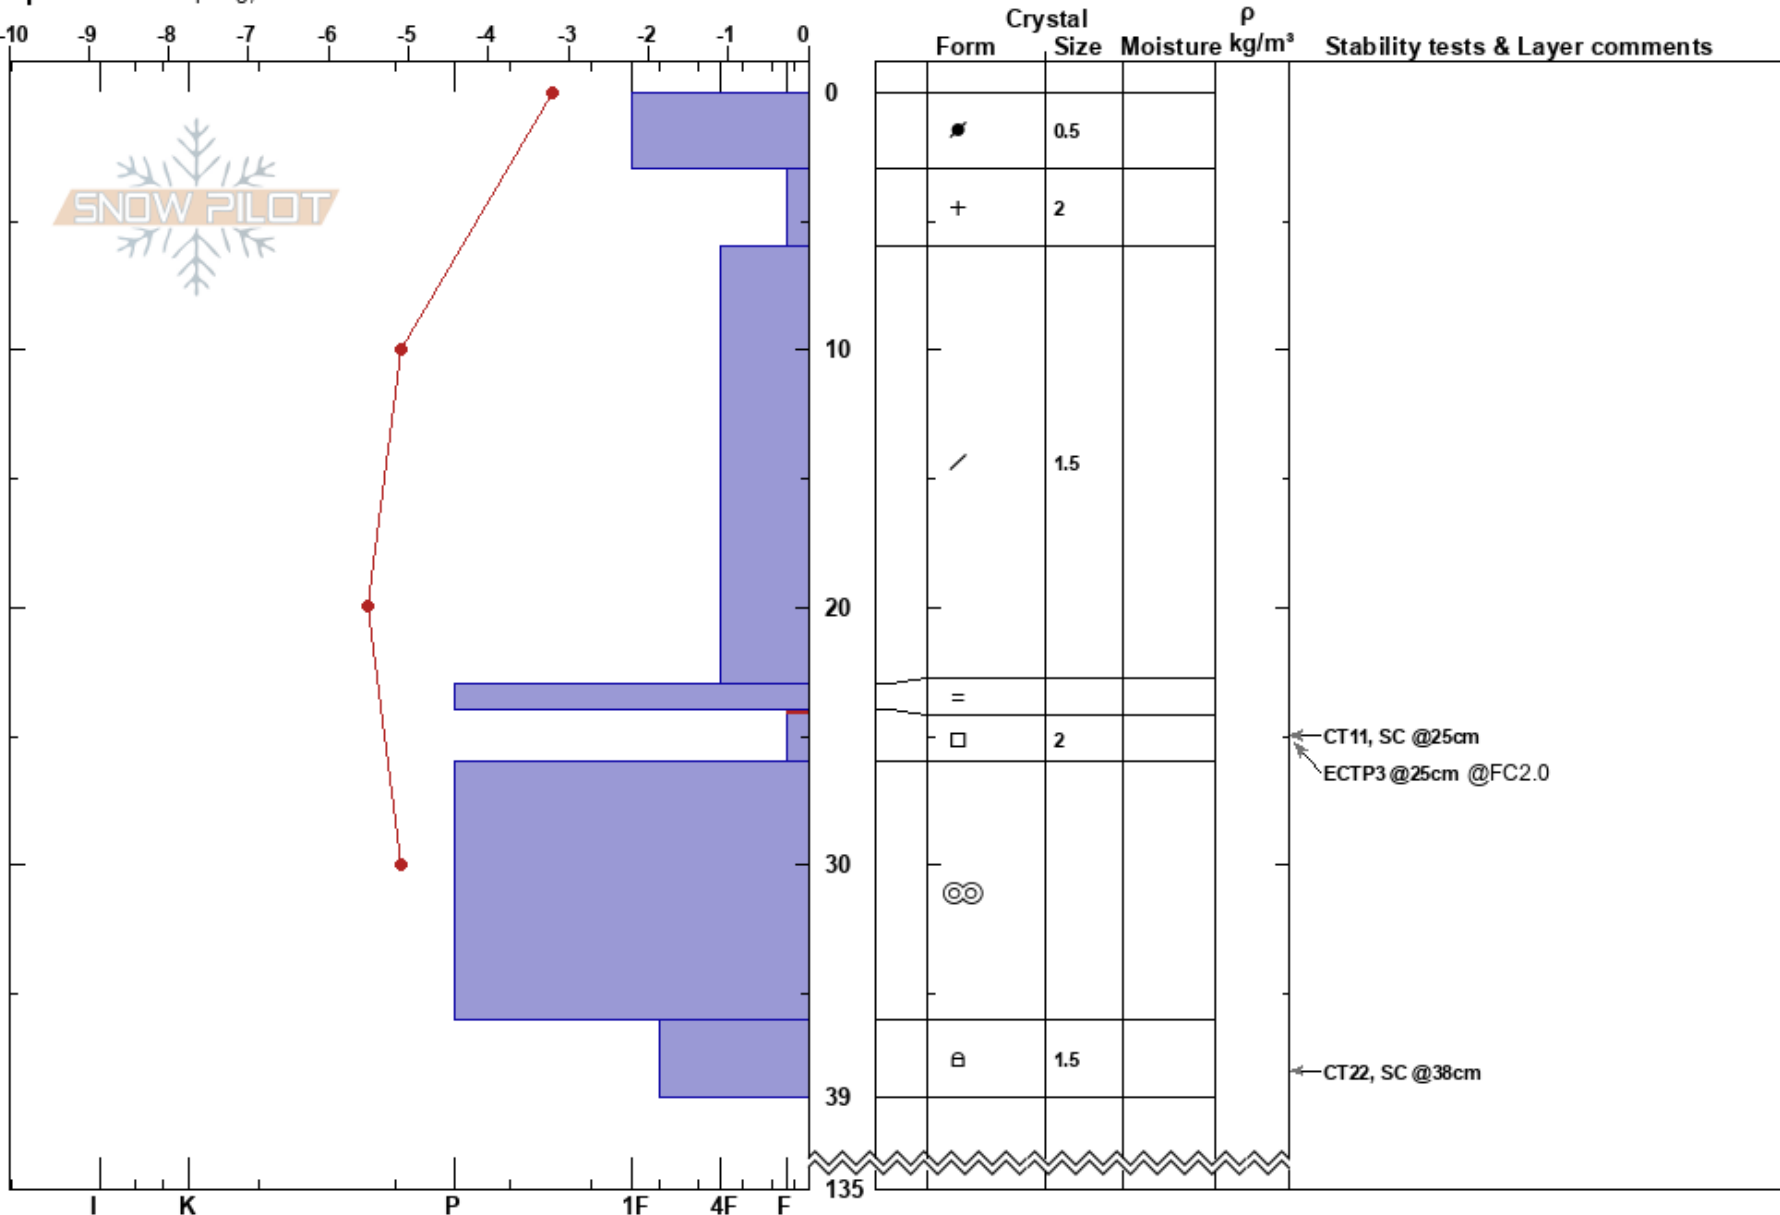 -10 -9 -8 -7 -6 -5 -4 -3 -2 -1 0
Crystal
ρ
Form Size Moisture kg/m³ Stability tests & Layer comments
0
0.5
SNOW PILOT
+ 2
10
/ 1.5
20
=
2
CT11, SC @25cm
ECTP3 @25cm @FC2.0
30
1.5
CT22, SC @38cm
39
135
I K P 1F 4F F